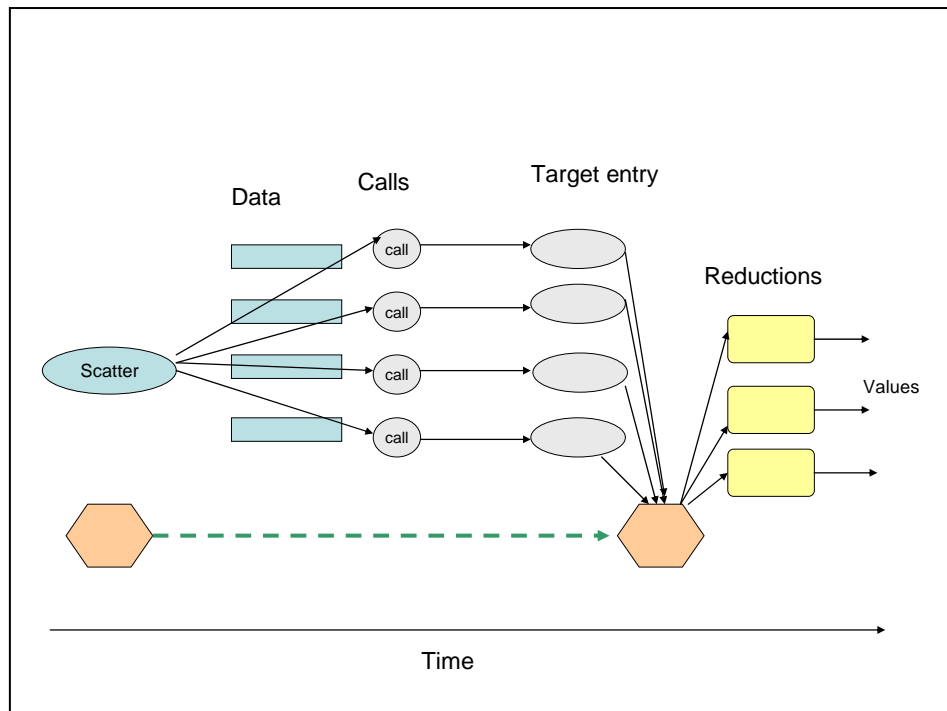 Target entry
Calls
Data
call
Reductions
call
Scatter
call
Values
call
Time